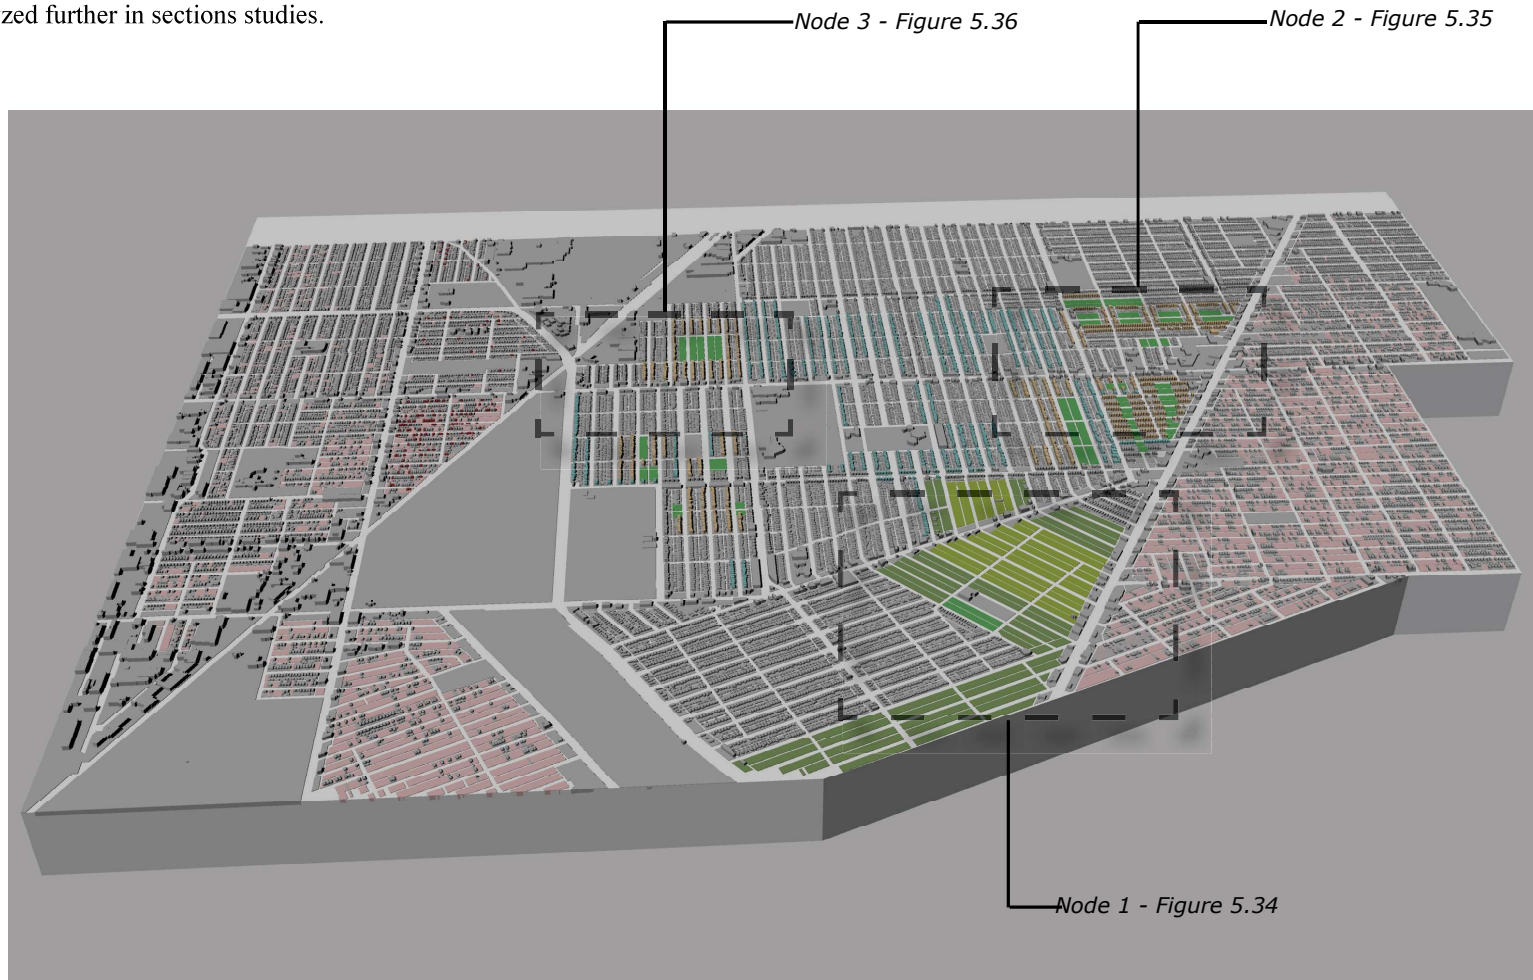 zed further in sections studies.
Node 3 - Figure 5.36
Node 2 - Figure 5.35
Node 1 - Figure 5.34